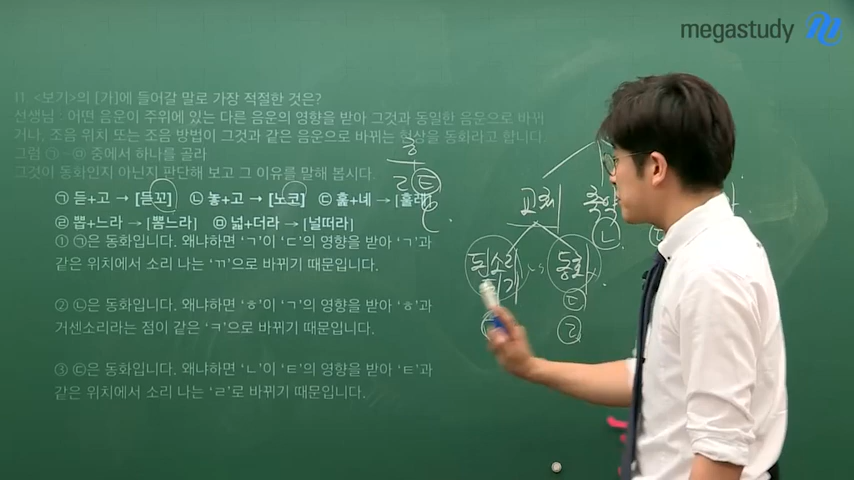 megastudy
11. <보기>의 [가]에 들어갈 말로 가장 적절한 것은?
선생님 : 어떤 음운이 주위에 있는 다른 음운의 영향을 받아 그것과 동일한 음운으로 바뀌
거나, 조음 위치 또는 조음 방법이 그것과 같은 음운으로 바뀌는 현상을 동화라고 합니다.
그럼 ㉠ - ㉤ 중에서 하나를 골라
그것이 동화인지 아닌지 판단해 보고 그 이유를 말해 봅시다.
㉠ 듣+고 → [듣꼬] ㉡ 놓+고 → [노코] ㉢ 훑+네 → [훌레]
㉣ 뽑+느라 → [뽐느라] ㉤ 넓+더라 → [널떠라]
① ㉠은 동화입니다. 왜냐하면 ‘ㄱ’이 ‘ㄷ’의 영향을 받아 ‘ㄱ’과
같은 위치에서 소리 나는 ‘ㄲ’으로 바뀌기 때문입니다.
② ㉡은 동화입니다. 왜냐하면 ‘ㅎ’이 ‘ㄱ’의 영향을 받아 ‘ㅎ’과
거센소리라는 점이 같은 ‘ㅋ’으로 바뀌기 때문입니다.
③ ㉢은 동화입니다. 왜냐하면 ‘ㄴ’이 ‘ㅌ’의 영향을 받아 ‘ㅌ’과
같은 위치에서 소리 나는 ‘ㄹ’로 바뀌기 때문입니다.
교체
된소리 동화
ㄷ
ㄹ
ㄴ